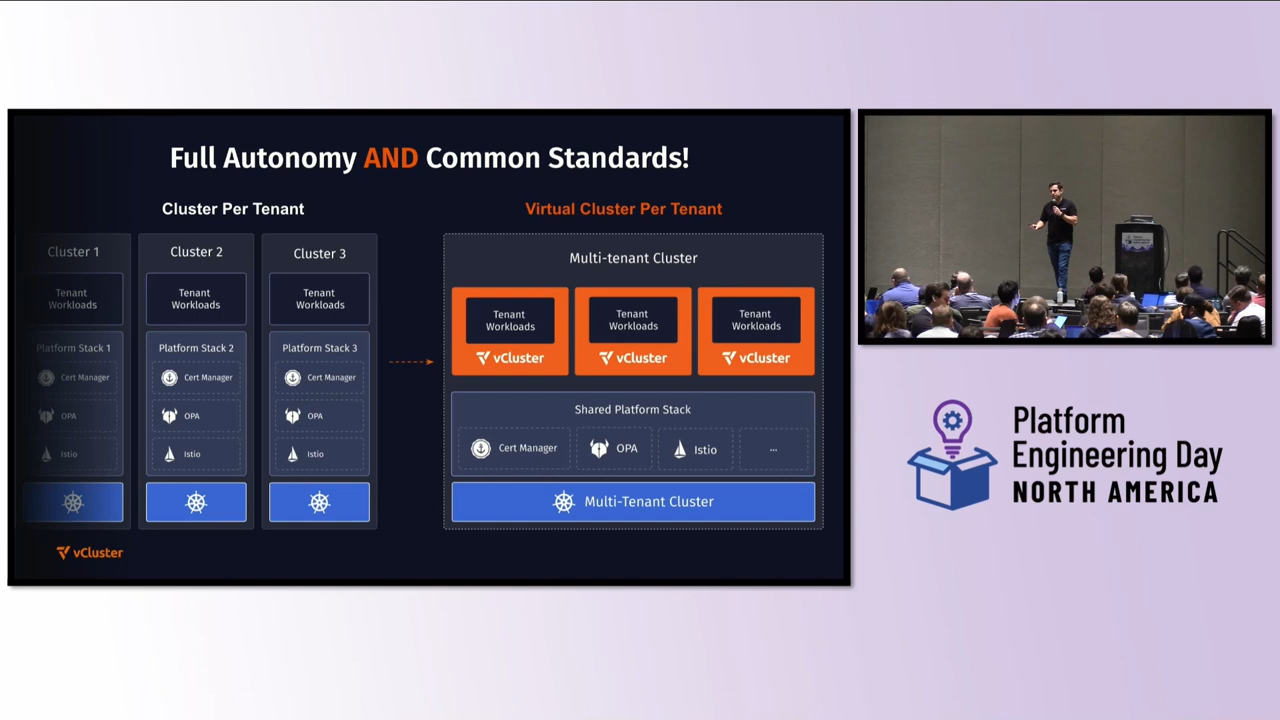 Full Autonomy AND Common Standards!
Cluster Per Tenant
Cluster 1
Tenant
Workloads
Platform Stack 1
Cert Manager
OPA
Istio
Cluster 2
Tenant
Workloads
Platform Stack 2
Cert Manager
OPA
Istio
Cluster 3
Tenant
Workloads
Platform Stack 3
Cert Manager
OPA
Istio
Virtual Cluster Per Tenant
Multi-tenant Cluster
Tenant
Workloads
vCluster
Tenant
Workloads
vCluster
Tenant
Workloads
vCluster
Shared Platform Stack
Cert Manager
OPA
Istio
...
Multi-Tenant Cluster
vCluster
Platform
Engineering Day
NORTH AMERICA